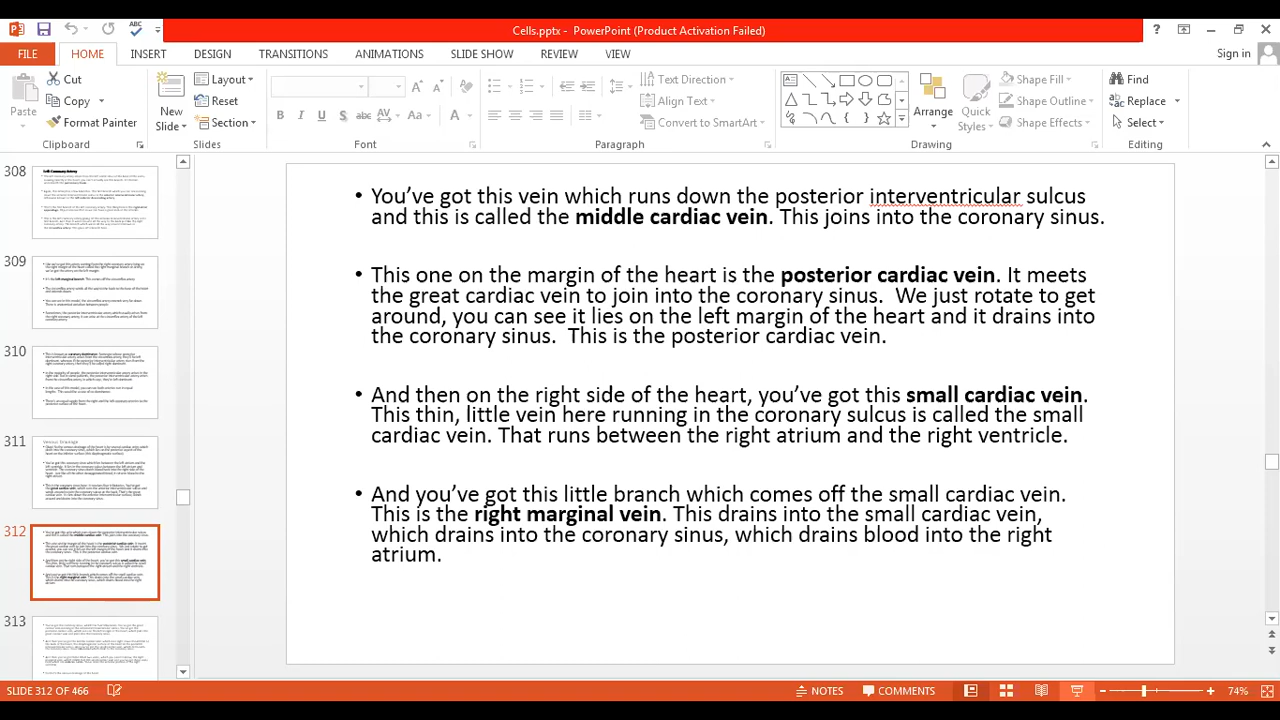 Cells.pptx - PowerPoint (Product Activation Failed)
FILE HOME INSERT DESIGN TRANSITIONS ANIMATIONS SLIDE SHOW REVIEW VIEW Sign in
Paste
Cut
Copy
Format Painter
Clipboard
New Slide
Layout
Reset
Section
Slides
Font
Text Direction
Align Text
Convert to SmartArt
Paragraph
Arrange
Quick Styles
Shape Fill
Shape Outline
Shape Effects
Drawing
Find
Replace
Select
Editing
308
309
310
311
312
313
• You've got this vein which runs down the posterior interventricular sulcus
and this is called the middle cardiac vein. This joins into the coronary sinus.
• This one on the margin of the heart is the posterior cardiac vein. It meets
the great cardiac vein to join into the coronary sinus. We just rotate to get
around, you can see it lies on the left margin of the heart and it drains into
the coronary sinus. This is the posterior cardiac vein.
• And then on the right side of the heart, you've got this small cardiac vein.
This thin, little vein here running in the coronary sulcus is called the small
cardiac vein. That runs between the right atrium and the right ventricle.
• And you've got this little branch which comes off the small cardiac vein.
This is the right marginal vein. This drains into the small cardiac vein,
which drains into the coronary sinus, which drains blood into the right
atrium.
SLIDE 312 OF 466
NOTES
COMMENTS
74%